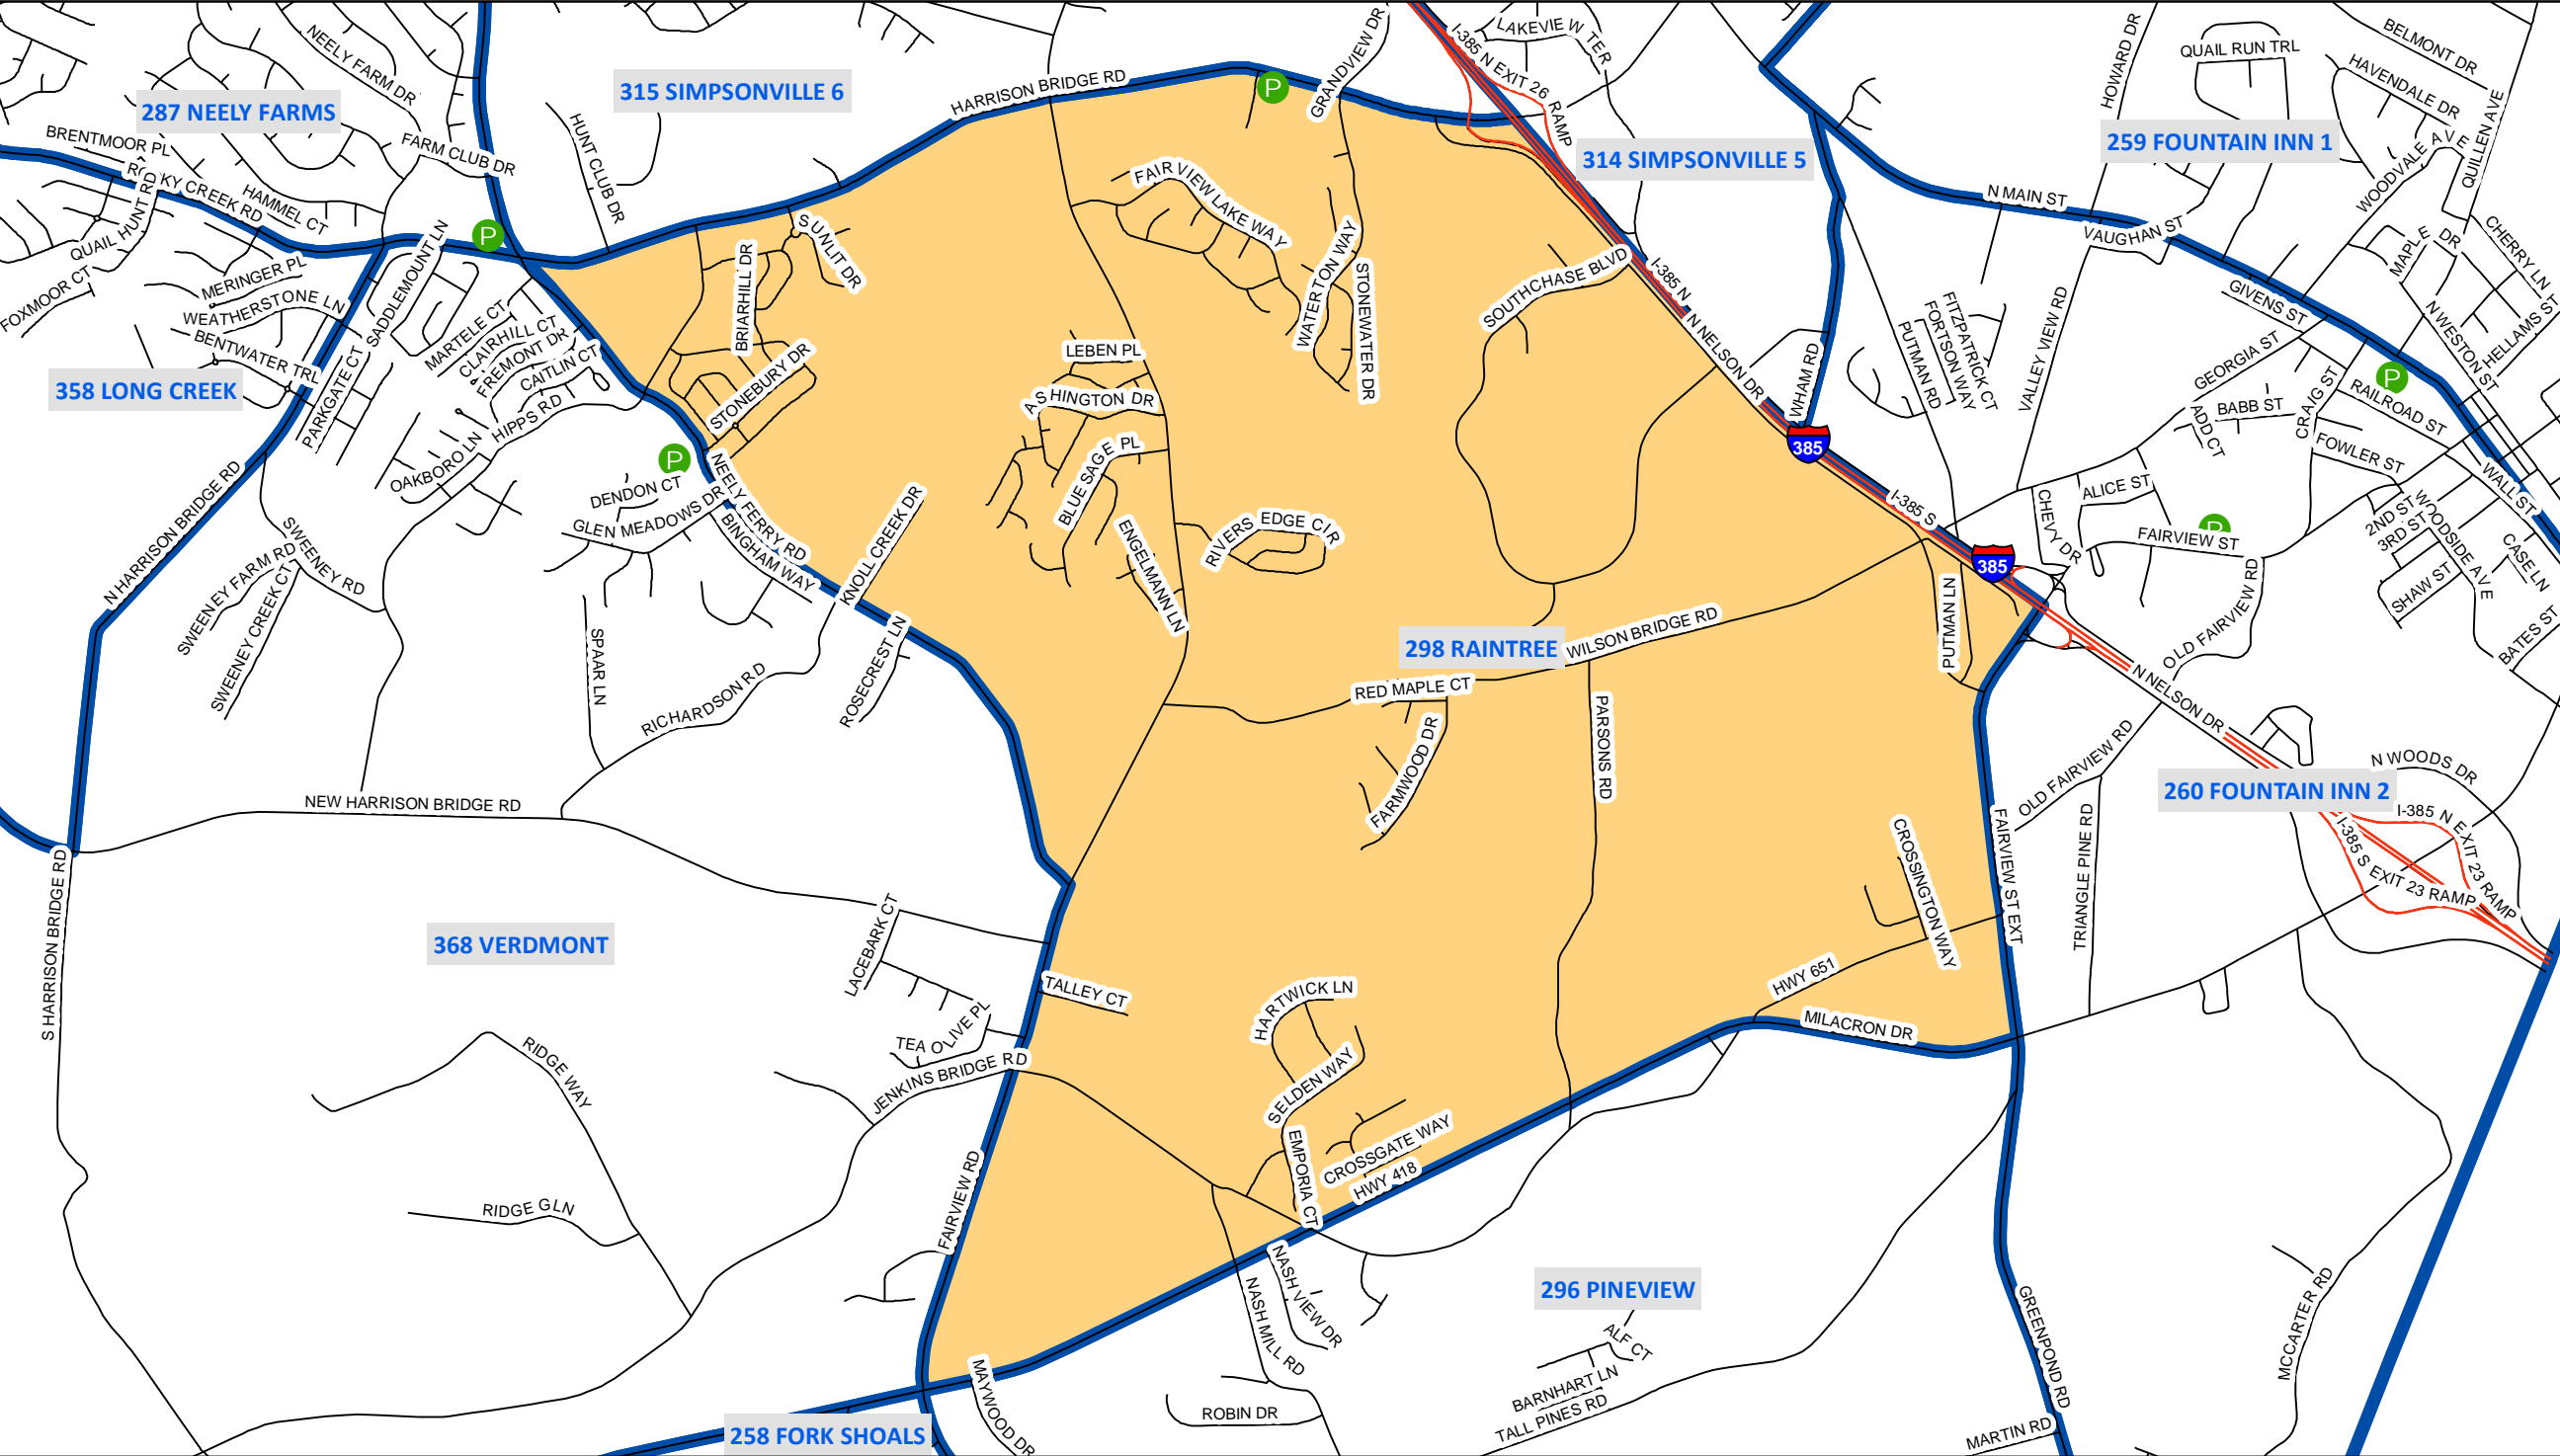 NEELY FARM DR
287 NEELY FARMS
315 SIMPSONVILLE 6
HARRISON BRIDGE RD
GRANDVIEW DR
P
I-385 N EXIT 26 RAMP
LAKEVIEW TER
HOWARD DR
QUAIL RUN TRL
BELMONT DR
HAVENDALE DR
QUILLEN AVE
WOODVALE AVE
259 FOUNTAIN INN 1
314 SIMPSONVILLE 5
BRENTMOOR PL
ROCKY CREEK RD
HAMMEL CT
FARM CLUB DR
HUNT CLUB DR
QUAIL HUNT RD
FOXMOOR CT
P
MERINGER PL
WEATHERSTONE LN
BENTWATER TRL
SADDLEMOUNT LN
PARKGATE CT
MARTELE CT
CLAIRHILL CT
FREMONT DR
CAITLIN CT
HIPPS RD
OAKBORO LN
358 LONG CREEK
N HARRISON BRIDGE RD
BRIARHILL DR
SUNLIT DR
STONEBURY DR
FAIRVIEW LAKE WAY
WATERTON WAY
STONEWATER DR
SOUTHCHASE BLVD
I-385 N
N NELSON DR
WHAM RD
385
N MAIN ST
VAUGHAN ST
MAPLE DR
CHERRY LN
GIVENS ST
N WESTON ST
HELLAMS ST
PUTMAN RD
FORTSON WAY
FITZPATRICK CT
VALLEY VIEW RD
GEORGIA ST
BABB ST
ADD CT
CRAIG ST
P
RAILROAD ST
FOWLER ST
WALL ST
LEBEN PL
ASHINGTON DR
BLUE SAGE PL
ENGELMANN LN
RIVERS EDGE CIR
P
DENDON CT
GLEN MEADOWS DR
NEELY FERRY RD
BINGHAM WAY
KNOLL CREEK DR
ROSECREST LN
SPAAR LN
RICHARDSON RD
SWEENEY RD
SWEENEY FARM RD
SWEENEY CREEK CT
I-385 S
385
CHEVY DR
ALICE ST
P
FAIRVIEW ST
2ND ST
3RD ST
WOODSIDE AVE
SHAW ST
CASE LN
BATES ST
OLD FAIRVIEW RD
PUTMAN LN
298 RAINTREE
WILSON BRIDGE RD
RED MAPLE CT
FARMWOOD DR
PARSONS RD
N NELSON DR
OLD FAIRVIEW RD
TRIANGLE PINE RD
260 FOUNTAIN INN 2
N WOODS DR
I-385 N EXIT 23 RAMP
I-385 S EXIT 23 RAMP
NEW HARRISON BRIDGE RD
S HARRISON BRIDGE RD
368 VERDMONT
LACEBARK CT
TEA OLIVE PL
JENKINS BRIDGE RD
TALLEY CT
CROSSINGTON WAY
FAIRVIEW ST EXT
HWY 651
MILACRON DR
HARTWICK LN
SELDEN WAY
EMPORIA CT
CROSSGATE WAY
HWY 418
RIDGE WAY
RIDGE GLN
FAIRVIEW RD
NASH VIEW DR
NASH MILL RD
296 PINEVIEW
ALF CT
BARNHART LN
TALL PINES RD
GREENPOND RD
MCCARTER RD
MARTIN RD
ROBIN DR
MAYWOOD DR
258 FORK SHOALS